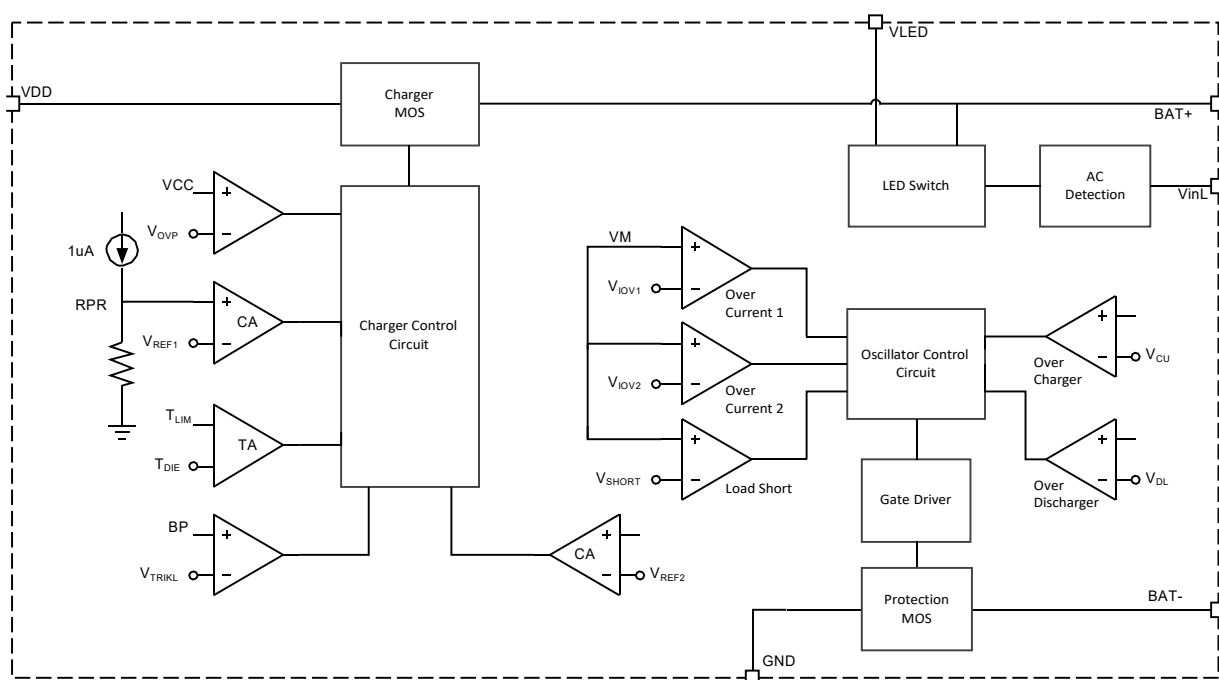 VLED
VDD
Charger
MOS
BAT+
LED Switch
AC
Detection
VinL
VCC
+
VOVP
−
1uA
RPR
+
CA
VREF1
−
Charger Control
Circuit
TLIM
TA
TDIE
BP
+
VTRIKL
−
+
CA
−
VREF2
VM
+
VIOV1
−
Over
Current 1
+
VIOV2
−
Over
Current 2
+
VSHORT
−
Load Short
Oscillator Control
Circuit
+
−
VCU
Over
Charger
+
−
VDL
Over
Discharger
Gate Driver
Protection
MOS
BAT-
GND